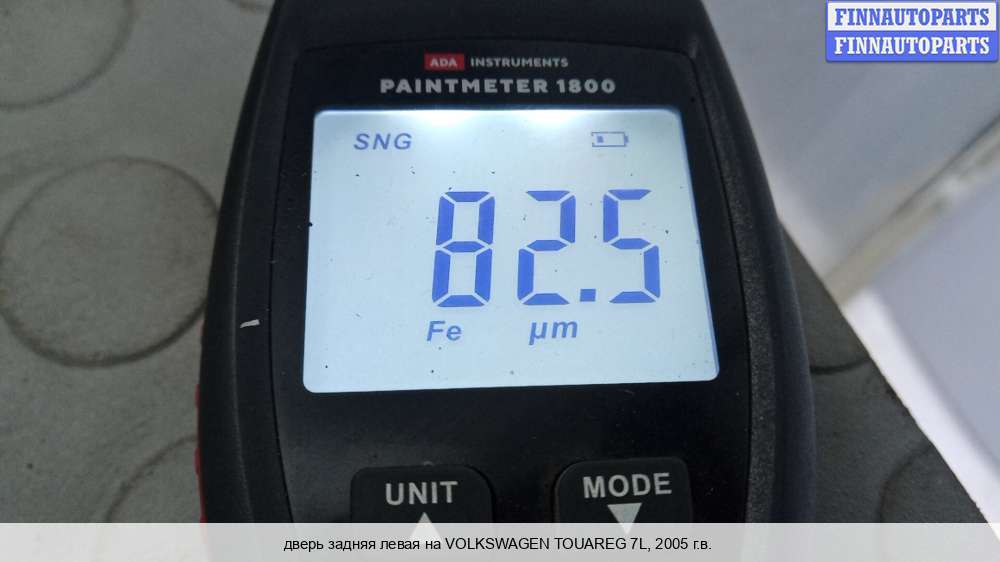 FINNAUTOPARTS
FINNAUTOPARTS
ADA INSTRUMENTS
PAINTMETER 1800
SNG
82.5
Fe µm
UNIT MODE
дверь задняя левая на VOLKSWAGEN TOUAREG 7L, 2005 г.в.